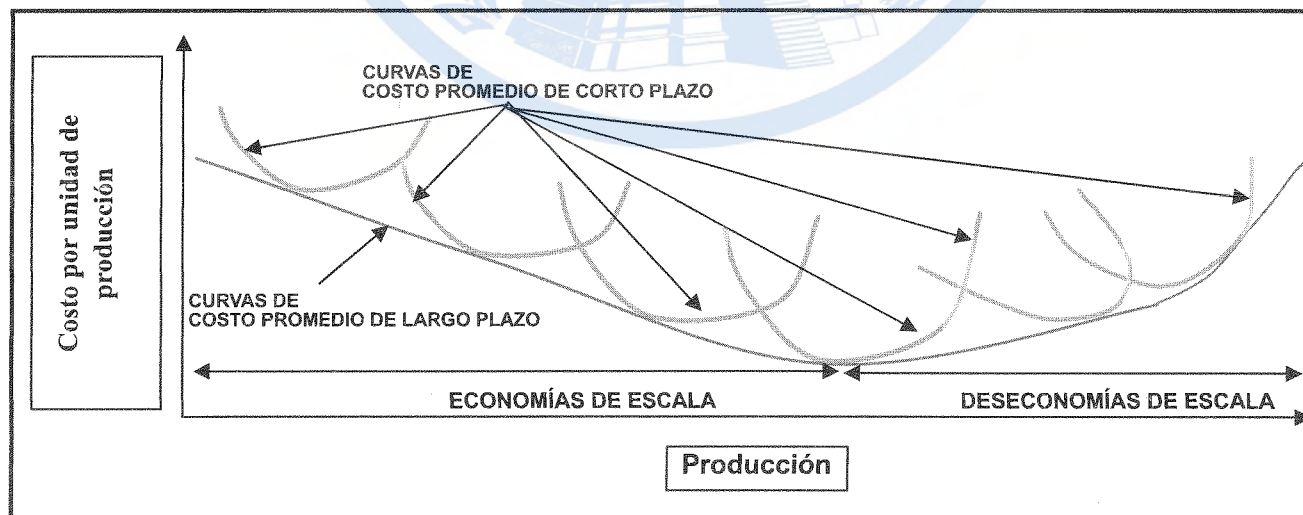 CURVAS DE
COSTO PROMEDIO DE CORTO PLAZO
Costo por unidad de
producción
CURVAS DE
COSTO PROMEDIO DE LARGO PLAZO
ECONOMÍAS DE ESCALA
DESECONOMÍAS DE ESCALA
Producción